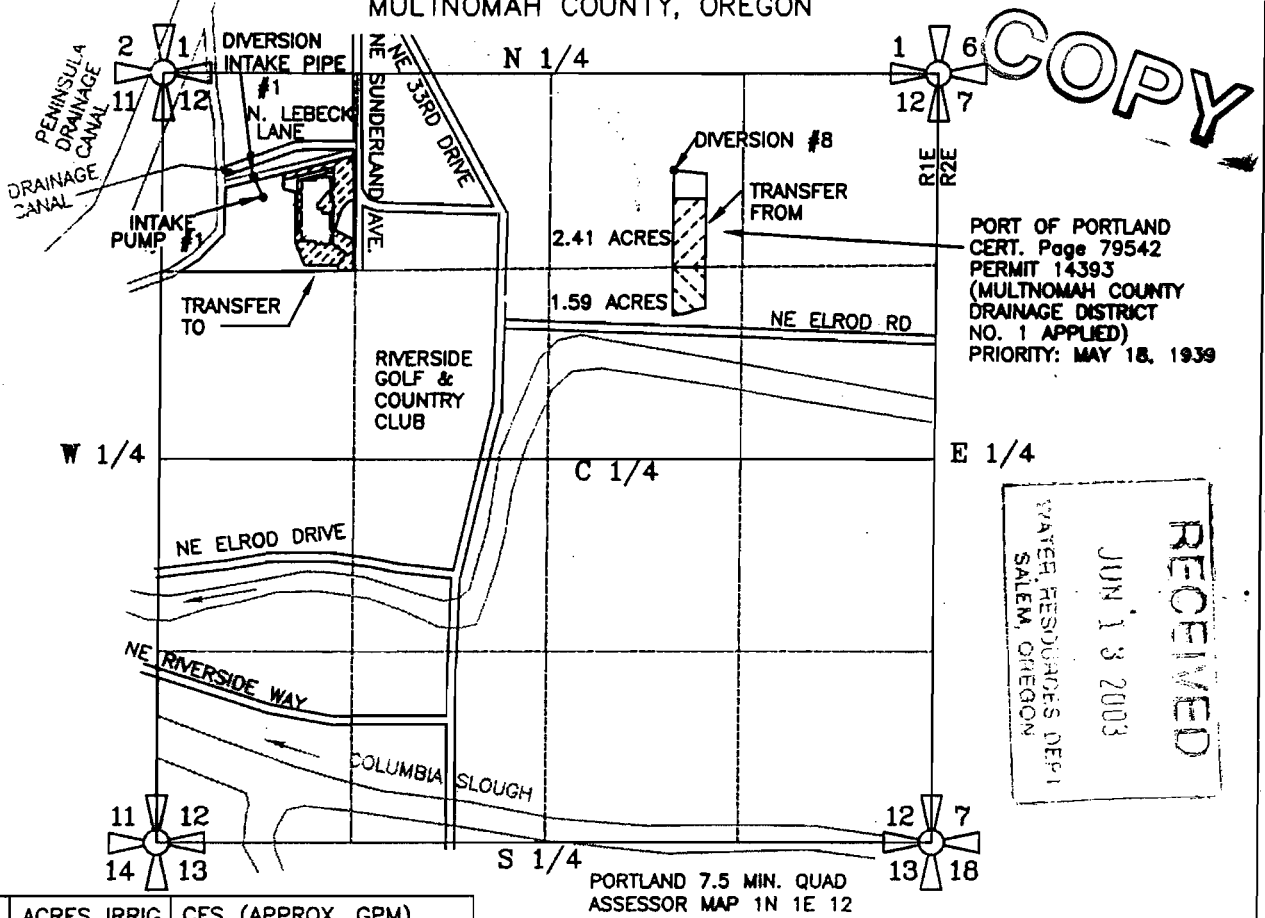 MULTNOMAH COUNTY, OREGON
COPY
2 1
11 12
PENINSULA
DRAINAGE
CANAL
DRAINAGE
CANAL
DIVERSION
INTAKE PIPE
#1
N. LEBECK
LANE
INTAKE
PUMP #1
NE SUNDERLAND AVE.
NE 33RD DRIVE
N 1/4
1 6
12 7
R1E
R2E
DIVERSION #8
TRANSFER
FROM
2.41 ACRES
1.59 ACRES
PORT OF PORTLAND
CERT. Page 79542
PERMIT 14393
(MULTNOMAH COUNTY
DRAINAGE DISTRICT
NO. 1 APPLIED)
PRIORITY: MAY 18, 1939
TRANSFER
TO
NE ELROD RD
RIVERSIDE
GOLF &
COUNTRY
CLUB
W 1/4
C 1/4
E 1/4
RECEIVED
JUN 13 2003
WATER RESOURCES DEPT
SALEM, OREGON
NE ELROD DRIVE
NE RIVERSIDE WAY
COLUMBIA SLOUGH
11 12
14 13
S 1/4
12 7
13 18
PORTLAND 7.5 MIN. QUAD
ASSESSOR MAP 1N 1E 12
ACRES IRRIG CFS (APPROX. GPM)